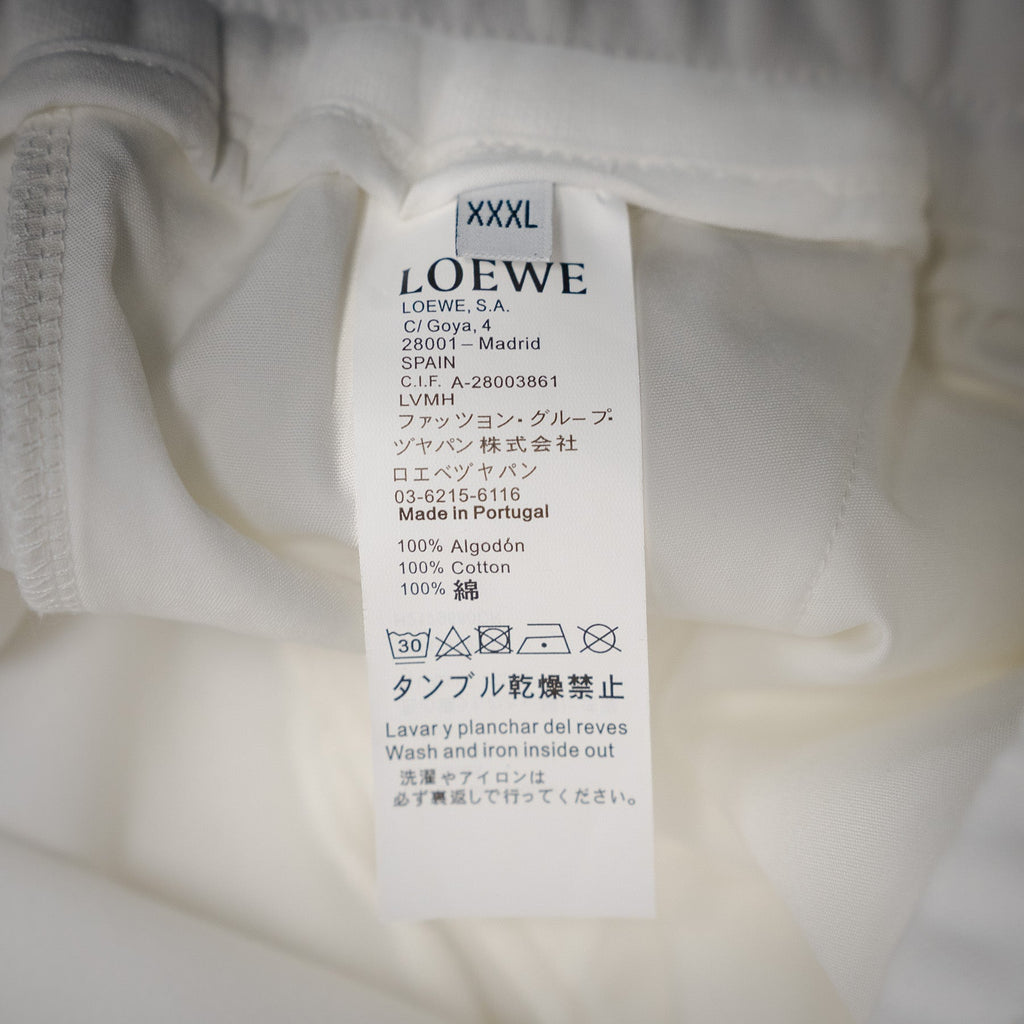 XXXL
LOEWE
LOEWE, S.A.
C/ Goya, 4
28001 – Madrid
SPAIN
C.I.F. A-28003861
LVMH
ファッツョン・グループ・
ヅヤパン 株式会社
ロエベヅヤパン
03-6215-6116
Made in Portugal
100% Algodón
100% Cotton
100% 綿
30
タンブル乾燥禁止
Lavar y planchar del reves
Wash and iron inside out
洗濯やアイロンは
必ず裏返しで行ってください。